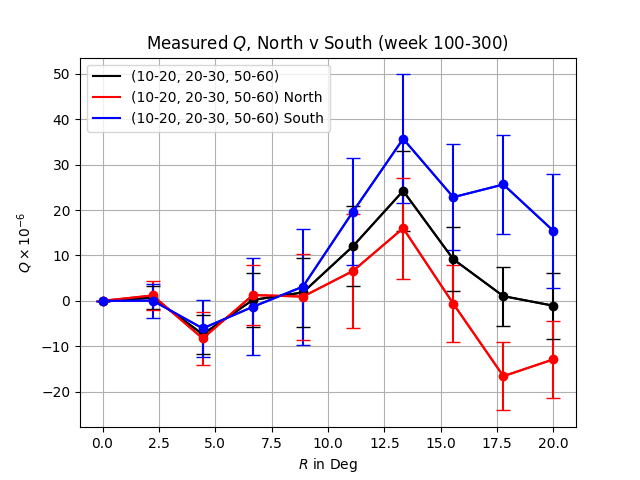 Measured Q, North v South (week 100-300)
(10-20, 20-30, 50-60)
(10-20, 20-30, 50-60) North
(10-20, 20-30, 50-60) South
50
40
30
20
10
0
−10
−20
Q × 10⁻⁶
0.0 2.5 5.0 7.5 10.0 12.5 15.0 17.5 20.0
R in Deg